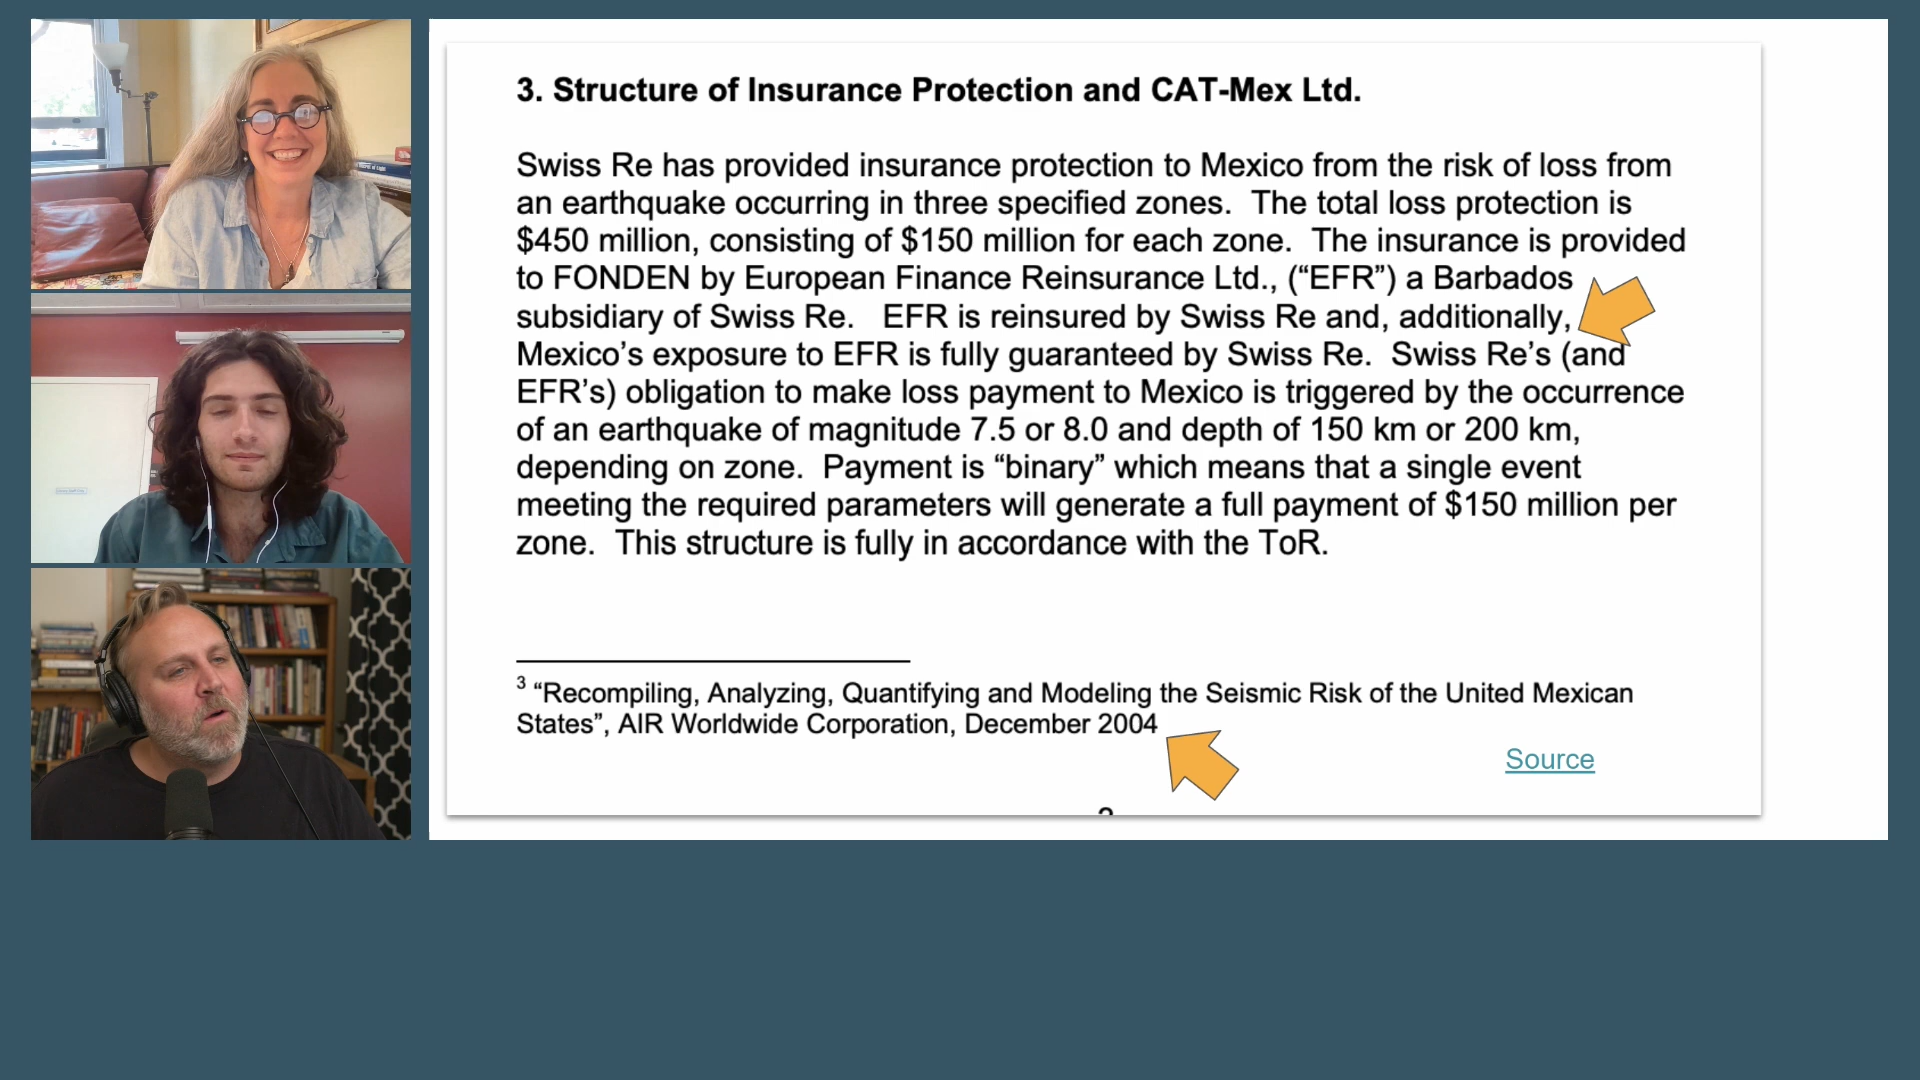 3. Structure of Insurance Protection and CAT-Mex Ltd.
Swiss Re has provided insurance protection to Mexico from the risk of loss from
an earthquake occurring in three specified zones.  The total loss protection is
$450 million, consisting of $150 million for each zone.  The insurance is provided
to FONDEN by European Finance Reinsurance Ltd., (“EFR”) a Barbados
subsidiary of Swiss Re.   EFR is reinsured by Swiss Re and, additionally,
Mexico’s exposure to EFR is fully guaranteed by Swiss Re.  Swiss Re’s (and
EFR’s) obligation to make loss payment to Mexico is triggered by the occurrence
of an earthquake of magnitude 7.5 or 8.0 and depth of 150 km or 200 km,
depending on zone.  Payment is “binary” which means that a single event
meeting the required parameters will generate a full payment of $150 million per
zone.  This structure is fully in accordance with the ToR.
3 “Recompiling, Analyzing, Quantifying and Modeling the Seismic Risk of the United Mexican
States”, AIR Worldwide Corporation, December 2004
Source